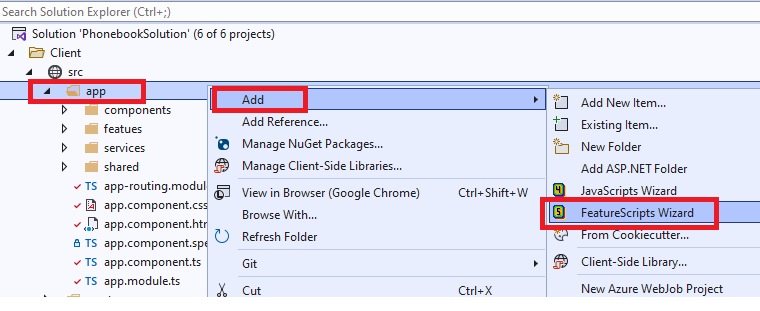 Search Solution Explorer (Ctrl+;)
Solution 'PhonebookSolution' (6 of 6 projects)
Client
src
app
components
featues
services
shared
TS app-routing.module
app.component.css
app.component.htm
app.component.spe
TS app.component.ts
TS app.module.ts
Add
Add Reference...
Manage NuGet Packages...
Manage Client-Side Libraries...
View in Browser (Google Chrome) Ctrl+Shift+W
Browse With...
Refresh Folder
Git
Cut Ctrl+X
Add New Item...
Existing Item...
New Folder
Add ASP.NET Folder
4 JavaScripts Wizard
5 FeatureScripts Wizard
From Cookiecutter...
Client-Side Library...
New Azure WebJob Project